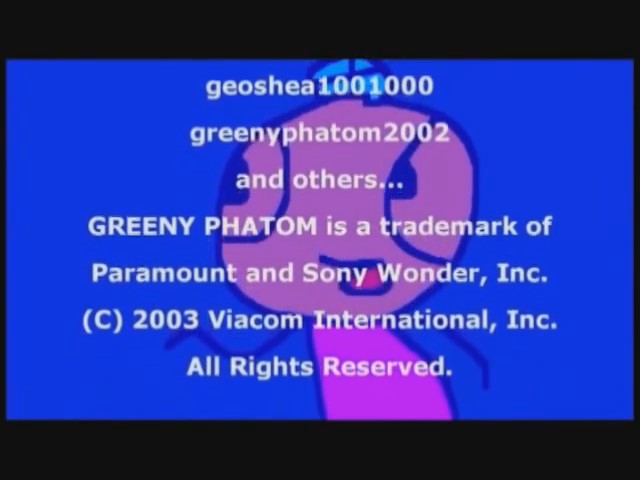 geoshea1001000
greenyphatom2002
and others...
GREENY PHATOM is a trademark of
Paramount and Sony Wonder, Inc.
(C) 2003 Viacom International, Inc.
All Rights Reserved.